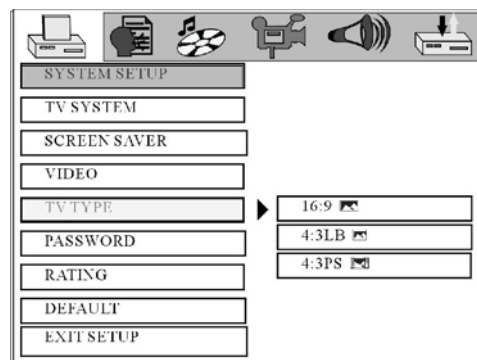 SYSTEM SETUP
TV SYSTEM
SCREEN SAVER
VIDEO
TV TYPE
16:9
PASSWORD
4:3LB
4:3PS
RATING
DEFAULT
EXIT SETUP